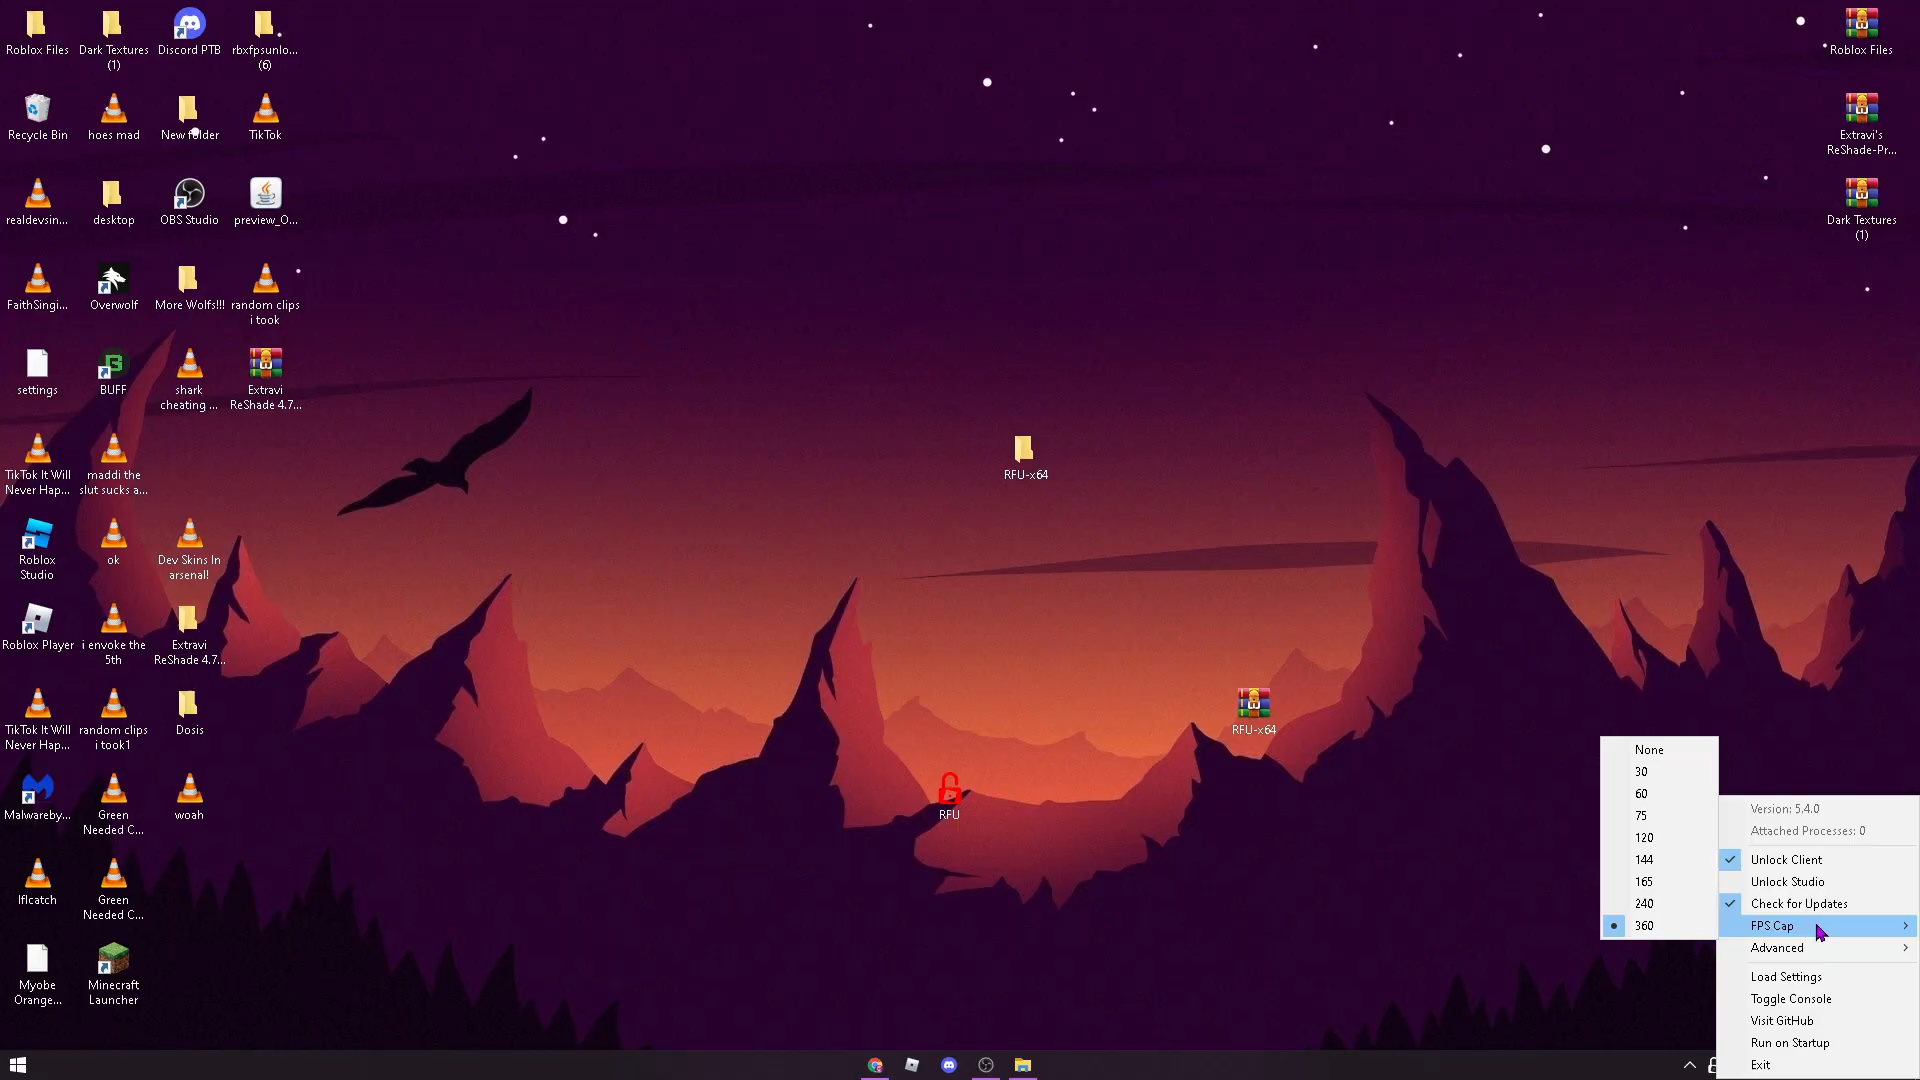 Roblox Files
Dark Textures
(1)
Discord PTB
rbxfpsunlo...
(6)
Roblox Files
Recycle Bin
hoes mad
New folder
TikTok
Extravi's
ReShade-Pr...
realdevsin...
desktop
OBS Studio
preview_O...
Dark Textures
(1)
FaithSingi...
Overwolf
More Wolfs!!!
random clips
i took
settings
BUFF
shark
cheating ...
Extravi
ReShade 4.7...
TikTok It Will
Never Hap...
maddi the
slut sucks a...
RFU-x64
Roblox
Studio
ok
Dev Skins In
arsenal!
Roblox Player
i envoke the
5th
Extravi
ReShade 4.7...
TikTok It Will
Never Hap...
random clips
i took1
Dosis
RFU-x64
Malwareby...
Green
Needed C...
woah
RFU
lflcatch
Green
Needed C...
Myobe
Orange...
Minecraft
Launcher
None
30
60
75
120
144
165
240
360
Version: 5.4.0
Attached Processes: 0
Unlock Client
Unlock Studio
Check for Updates
FPS Cap
Advanced
Load Settings
Toggle Console
Visit GitHub
Run on Startup
Exit